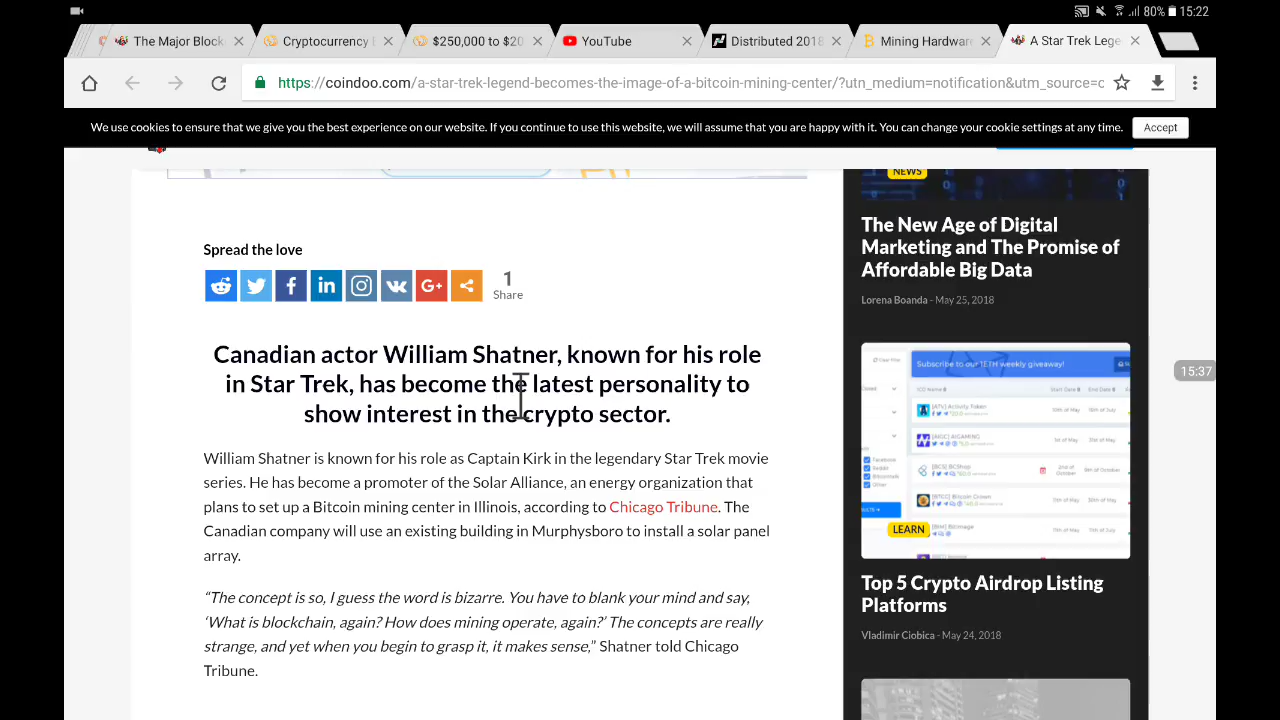 80% 15:22
The Major Block
Cryptocurrency
$250,000 to $20
YouTube
Distributed 2018
Mining Hardware
A Star Trek Lege
https://coindoo.com/a-star-trek-legend-becomes-the-image-of-a-bitcoin-mining-center/?utn_medium=notification&utm_source=c
We use cookies to ensure that we give you the best experience on our website. If you continue to use this website, we will assume that you are happy with it. You can change your cookie settings at any time. Accept
Spread the love
1
Share
Canadian actor William Shatner, known for his role
in Star Trek, has become the latest personality to
show interest in the crypto sector.
William Shatner is known for his role as Captain Kirk in the legendary Star Trek movie
series. He has become a promoter of the Solar Alliance, an energy organization that
plans to open a Bitcoin mining center in Illinois, according to Chicago Tribune. The
Canadian company will use an existing building in Murphysboro to install a solar panel
array.
“The concept is so, I guess the word is bizarre. You have to blank your mind and say,
‘What is blockchain, again? How does mining operate, again?’ The concepts are really
strange, and yet when you begin to grasp it, it makes sense,” Shatner told Chicago
Tribune.
NEWS
The New Age of Digital
Marketing and The Promise of
Affordable Big Data
Lorena Boanda - May 25, 2018
15:37
Subscribe to our 1ETH weekly giveaway!
LEARN
Top 5 Crypto Airdrop Listing
Platforms
Vladimir Ciobica - May 24, 2018